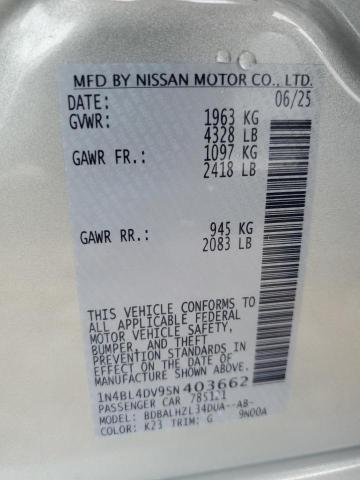 MFD BY NISSAN MOTOR CO., LTD.
DATE: 06/25
GVWR: 1963 KG
4328 LB
GAWR FR.: 1097 KG
2418 LB
GAWR RR.: 945 KG
2083 LB
THIS VEHICLE CONFORMS TO
ALL APPLICABLE FEDERAL
MOTOR VEHICLE SAFETY,
BUMPER, AND THEFT
PREVENTION STANDARDS IN
EFFECT ON THE DATE OF
MANUFACTURE SHOWN ABOVE.
1N4BL4DV9SN403662
PASSENGER CAR 785121
MODEL: BDBALHZL34DUA--AB-
COLOR: K23 TRIM: G 9N00A